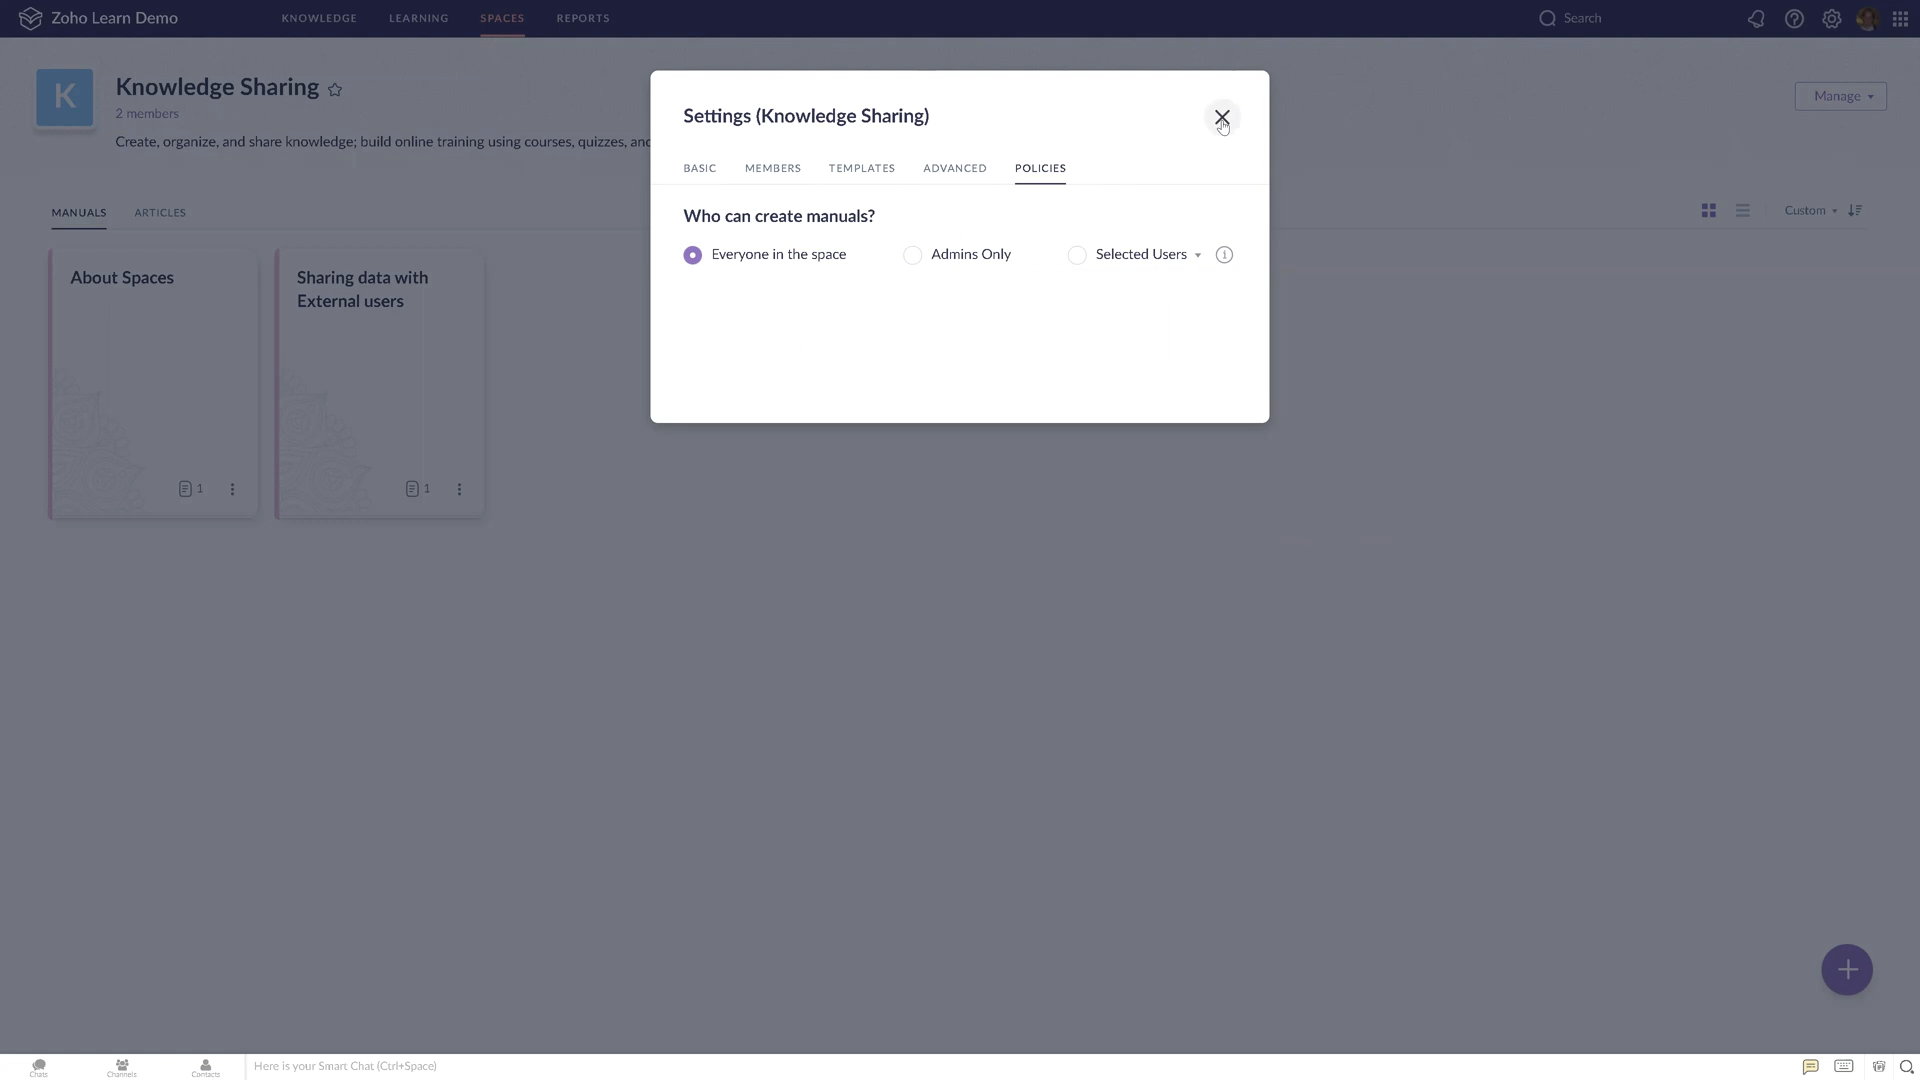 Zoho Learn Demo
KNOWLEDGE
LEARNING
SPACES
REPORTS
Search
K
Knowledge Sharing
2 members
Create, organize, and share knowledge; build online training using courses, quizzes, and
Manage
Settings (Knowledge Sharing)
BASIC
MEMBERS
TEMPLATES
ADVANCED
POLICIES
Who can create manuals?
Everyone in the space
Admins Only
Selected Users
MANUALS
ARTICLES
Custom
About Spaces
1
Sharing data with
External users
1
Chats
Channels
Contacts
Here is your Smart Chat (Ctrl+Space)